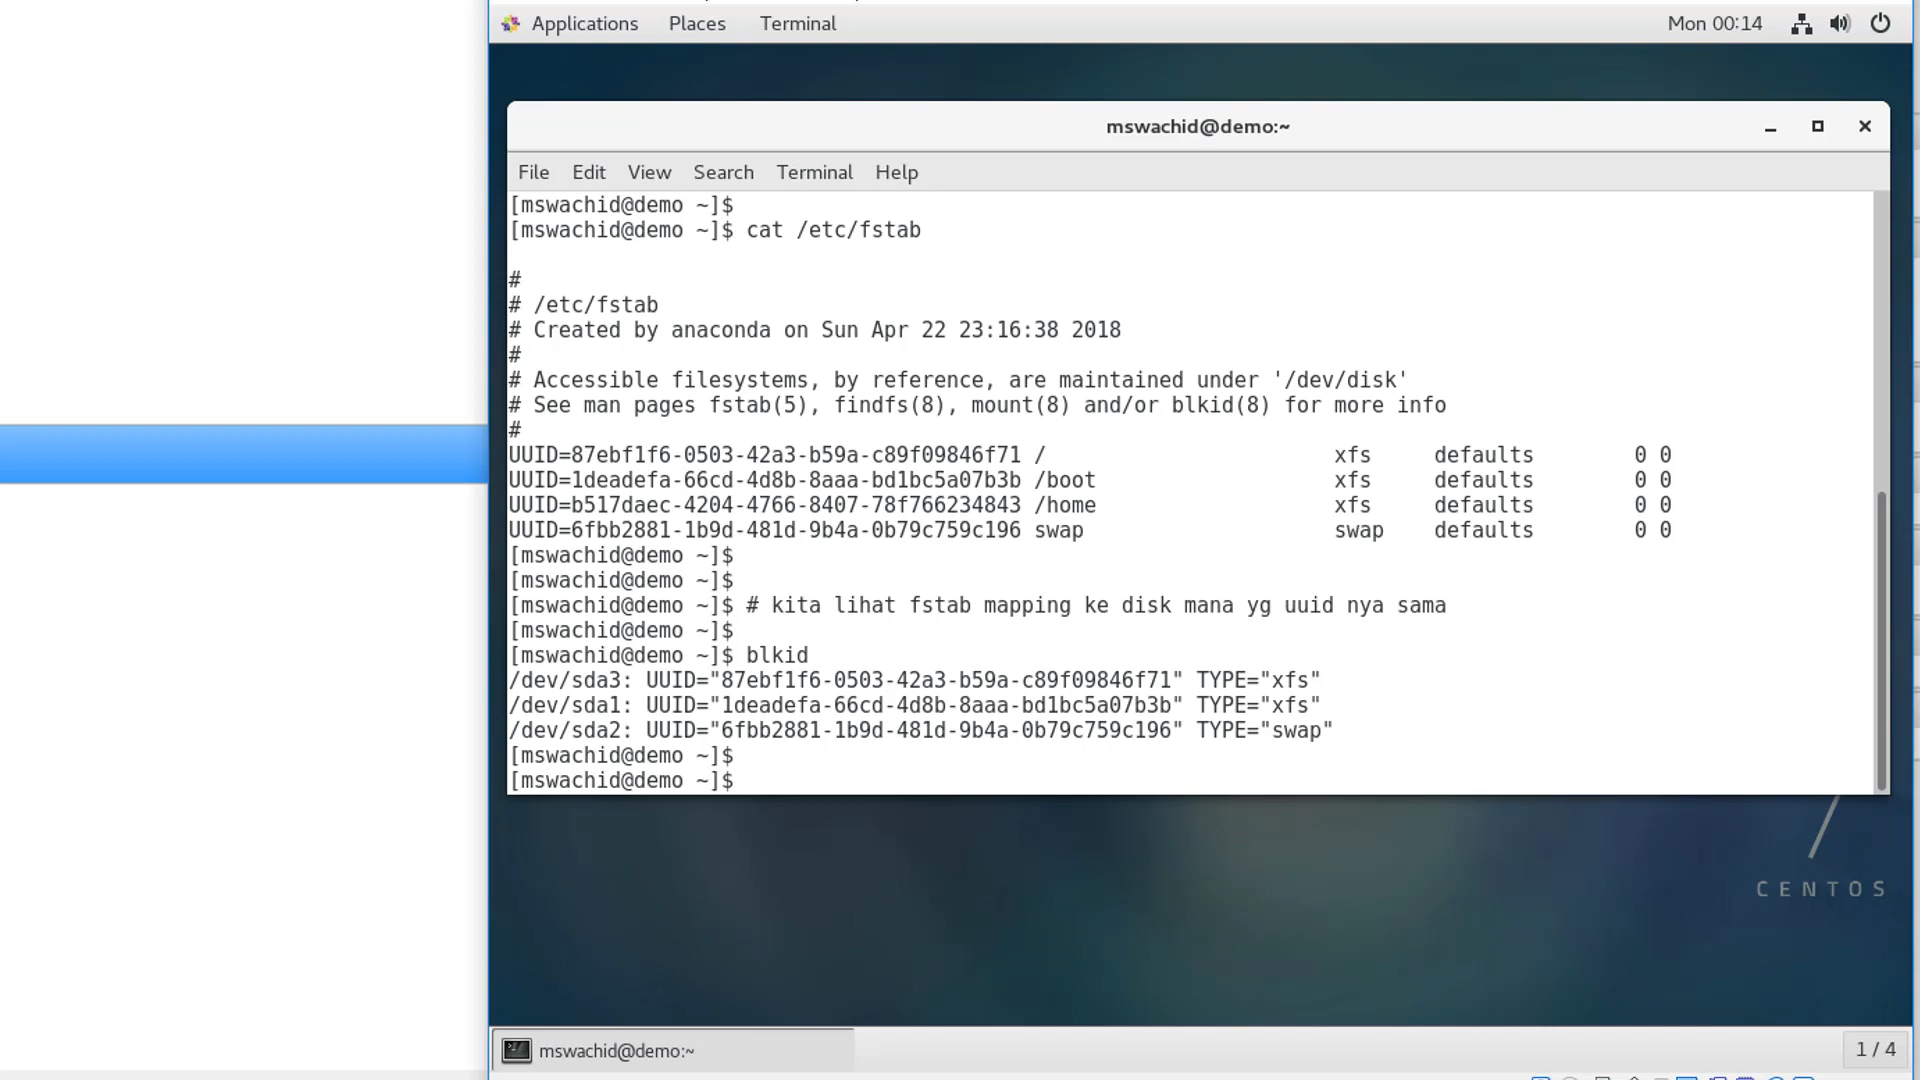 Applications Places Terminal Mon 00:14
mswachid@demo:~
File Edit View Search Terminal Help
[mswachid@demo ~]$
[mswachid@demo ~]$ cat /etc/fstab
#
# /etc/fstab
# Created by anaconda on Sun Apr 22 23:16:38 2018
#
# Accessible filesystems, by reference, are maintained under '/dev/disk'
# See man pages fstab(5), findfs(8), mount(8) and/or blkid(8) for more info
#
UUID=87ebf1f6-0503-42a3-b59a-c89f09846f71 / xfs defaults 0 0
UUID=1deadefa-66cd-4d8b-8aaa-bd1bc5a07b3b /boot xfs defaults 0 0
UUID=b517daec-4204-4766-8407-78f766234843 /home xfs defaults 0 0
UUID=6fbb2881-1b9d-481d-9b4a-0b79c759c196 swap swap defaults 0 0
[mswachid@demo ~]$
[mswachid@demo ~]$
[mswachid@demo ~]$ # kita lihat fstab mapping ke disk mana yg uuid nya sama
[mswachid@demo ~]$
[mswachid@demo ~]$ blkid
/dev/sda3: UUID="87ebf1f6-0503-42a3-b59a-c89f09846f71" TYPE="xfs"
/dev/sda1: UUID="1deadefa-66cd-4d8b-8aaa-bd1bc5a07b3b" TYPE="xfs"
/dev/sda2: UUID="6fbb2881-1b9d-481d-9b4a-0b79c759c196" TYPE="swap"
[mswachid@demo ~]$
[mswachid@demo ~]$
CENTOS
mswachid@demo:~ 1 / 4